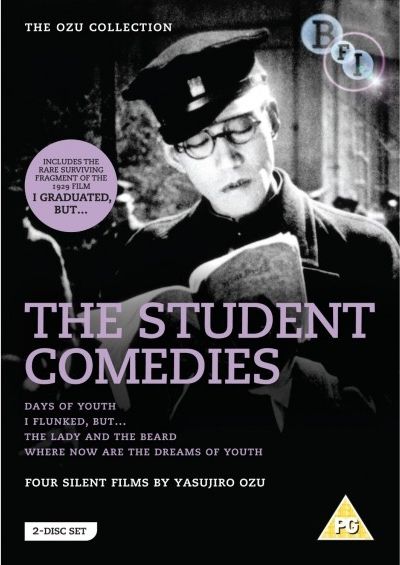 THE OZU COLLECTION
BFI
INCLUDES THE
RARE SURVIVING
FRAGMENT OF THE
1929 FILM
I GRADUATED,
BUT...
THE STUDENT
COMEDIES
DAYS OF YOUTH
I FLUNKED, BUT...
THE LADY AND THE BEARD
WHERE NOW ARE THE DREAMS OF YOUTH
FOUR SILENT FILMS BY YASUJIRO OZU
2-DISC SET
PG